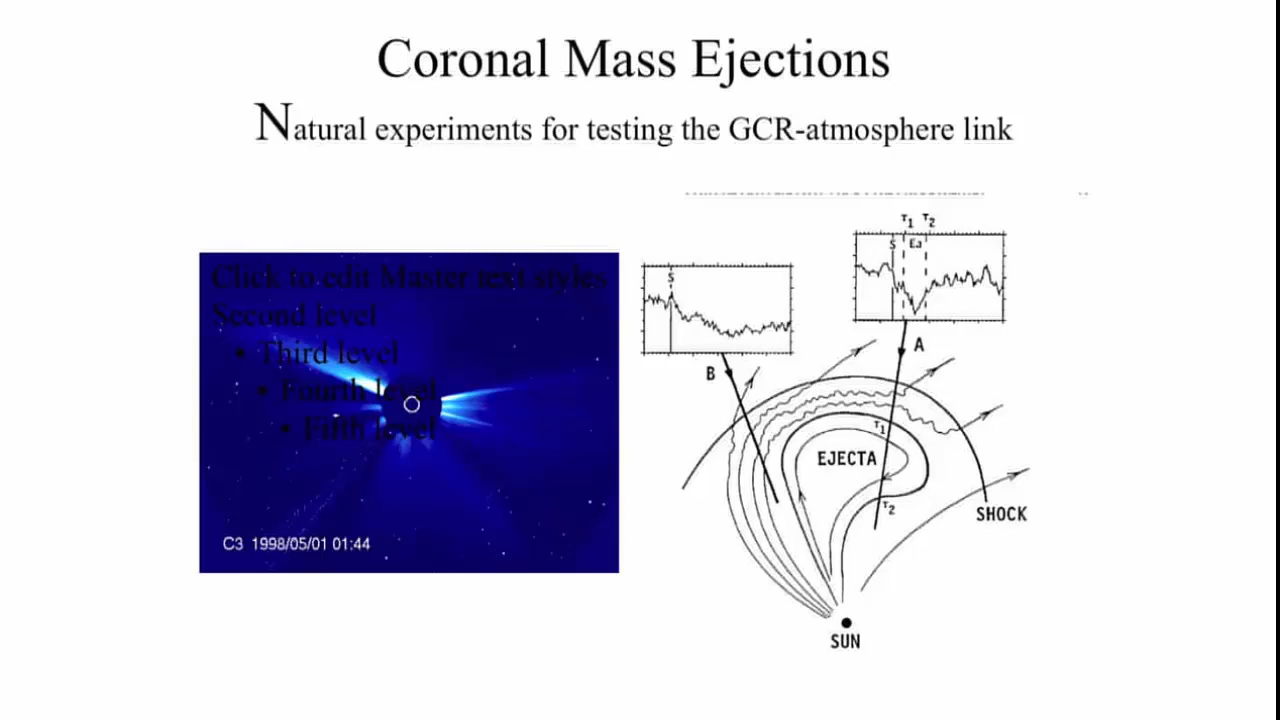 Coronal Mass Ejections
Natural experiments for testing the GCR-atmosphere link
Click to edit Master text styles
Second level
• Third level
• Fourth level
• Fifth level
C3 1998/05/01 01:44
τ1 τ2
S Ea
S
A
B
τ1
EJECTA
τ2
SHOCK
SUN